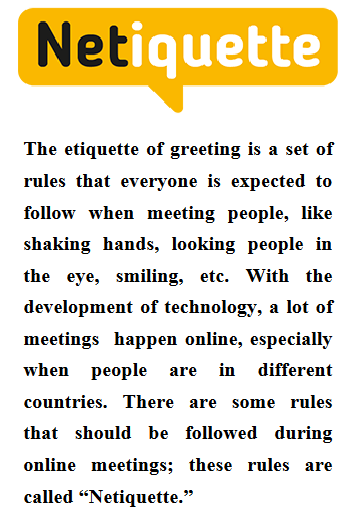 Netiquette
The etiquette of greeting is a set of
rules that everyone is expected to
follow when meeting people, like
shaking hands, looking people in
the eye, smiling, etc. With the
development of technology, a lot of
meetings happen online, especially
when people are in different
countries. There are some rules
that should be followed during
online meetings; these rules are
called “Netiquette.”